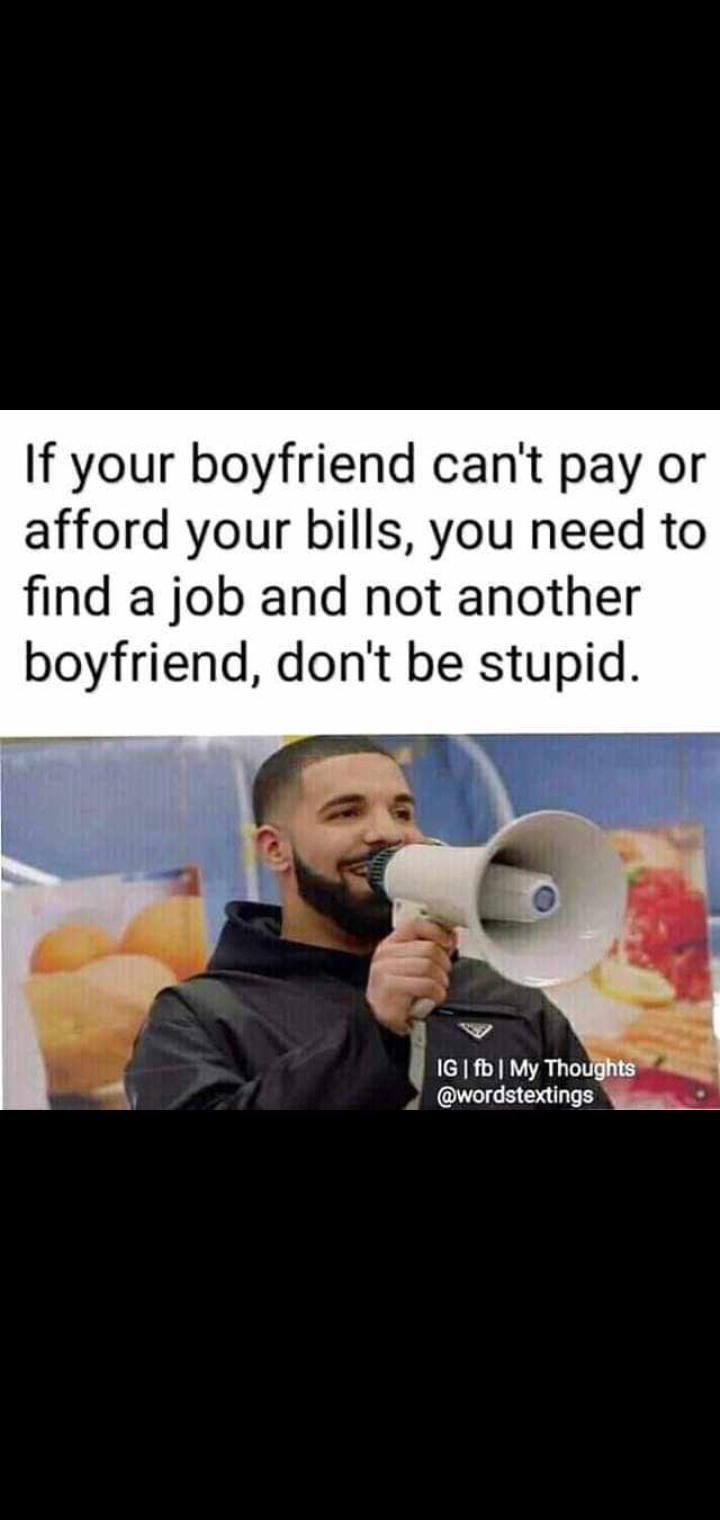 If your boyfriend can't pay or
afford your bills, you need to
find a job and not another
boyfriend, don't be stupid.
IG | fb | My Thoughts
@wordstextings